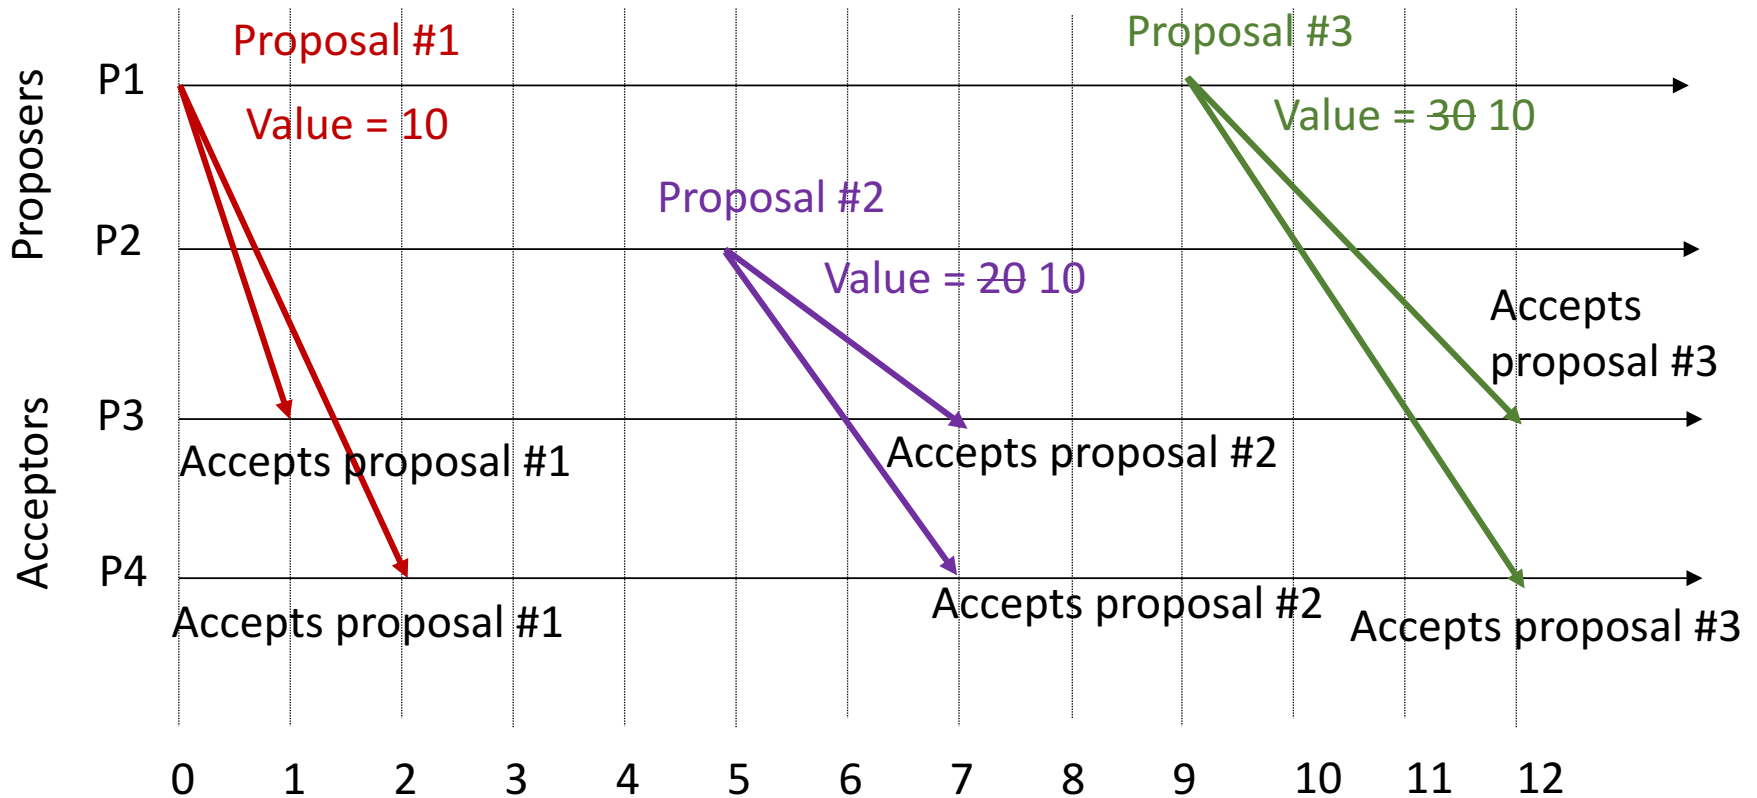 Proposers
Acceptors
Proposal #1
P1
Value = 10
Proposal #2
P2
Value = 20 10
Proposal #3
Value = 30 10
Accepts
proposal #3
P3
Accepts proposal #1
Accepts proposal #2
P4
Accepts proposal #1
Accepts proposal #2
Accepts proposal #3
0 1 2 3 4 5 6 7 8 9 10 11 12